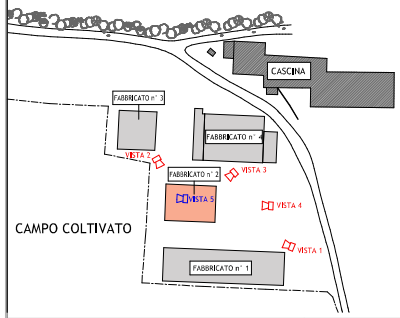 CASCINA
FABBRICATO n° 3
FABBRICATO n° 4
VISTA 2
FABBRICATO n° 2
VISTA 3
VISTA 5
VISTA 4
CAMPO COLTIVATO
VISTA 1
FABBRICATO n° 1